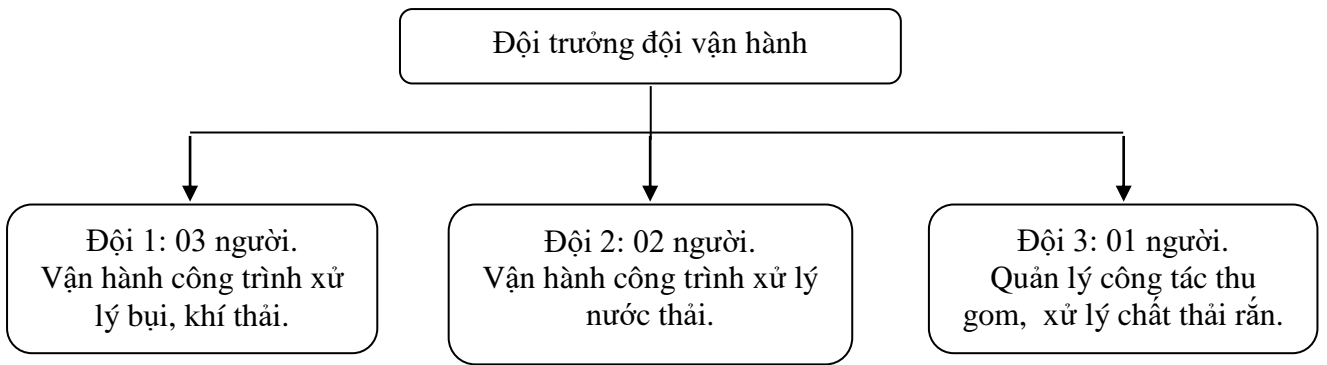 Đội trưởng đội vận hành
Đội 1: 03 người.
Vận hành công trình xử
lý bụi, khí thải.
Đội 2: 02 người.
Vận hành công trình xử lý
nước thải.
Đội 3: 01 người.
Quản lý công tác thu
gom, xử lý chất thải rắn.